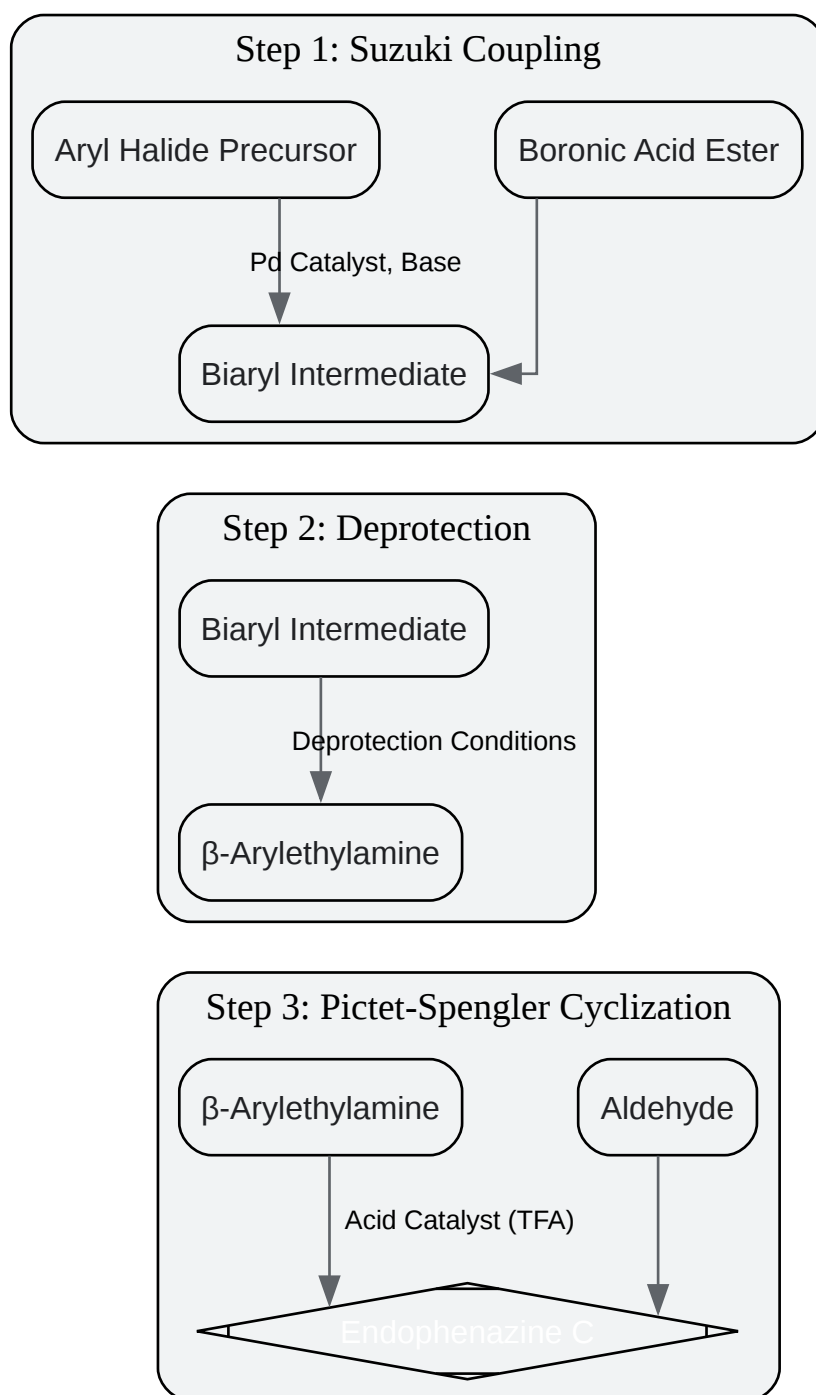 Step 1: Suzuki Coupling
Aryl Halide Precursor
Boronic Acid Ester
Pd Catalyst, Base
Biaryl Intermediate
Step 2: Deprotection
Biaryl Intermediate
Deprotection Conditions
β-Arylethylamine
Step 3: Pictet-Spengler Cyclization
β-Arylethylamine
Aldehyde
Acid Catalyst (TFA)
Endophenazine C